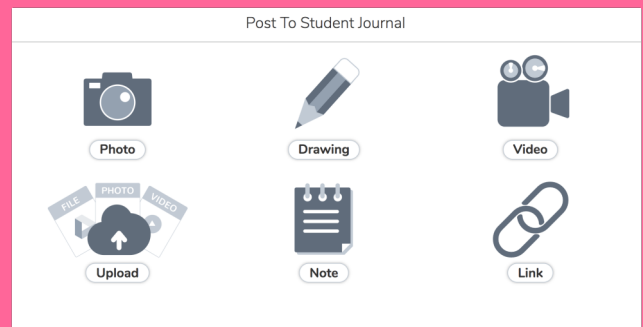 Post To Student Journal
Photo
Drawing
Video
FILE
PHOTO
VIDEO
Upload
Note
Link